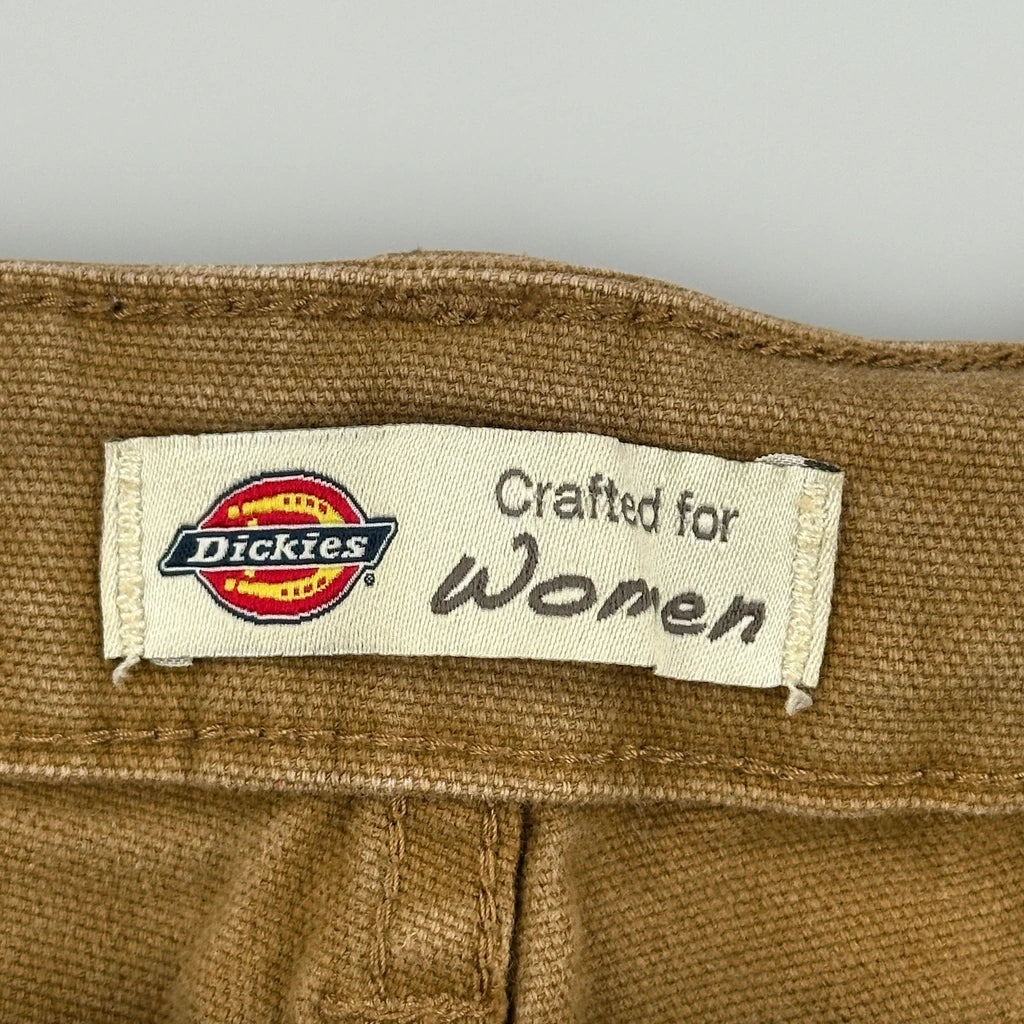 Dickies
®
Crafted for
Women